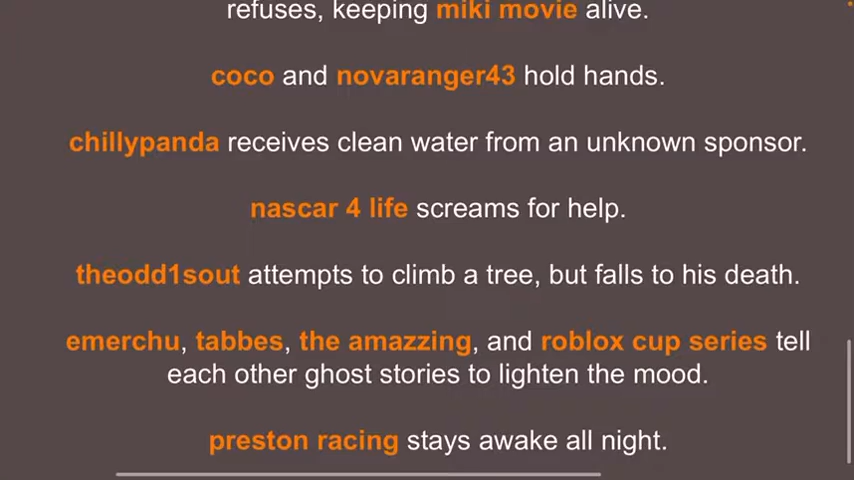 refuses, keeping miki movie alive.
coco and novaranger43 hold hands.
chillypanda receives clean water from an unknown sponsor.
nascar 4 life screams for help.
theodd1sout attempts to climb a tree, but falls to his death.
emerchu, tabbes, the amazzing, and roblox cup series tell
each other ghost stories to lighten the mood.
preston racing stays awake all night.